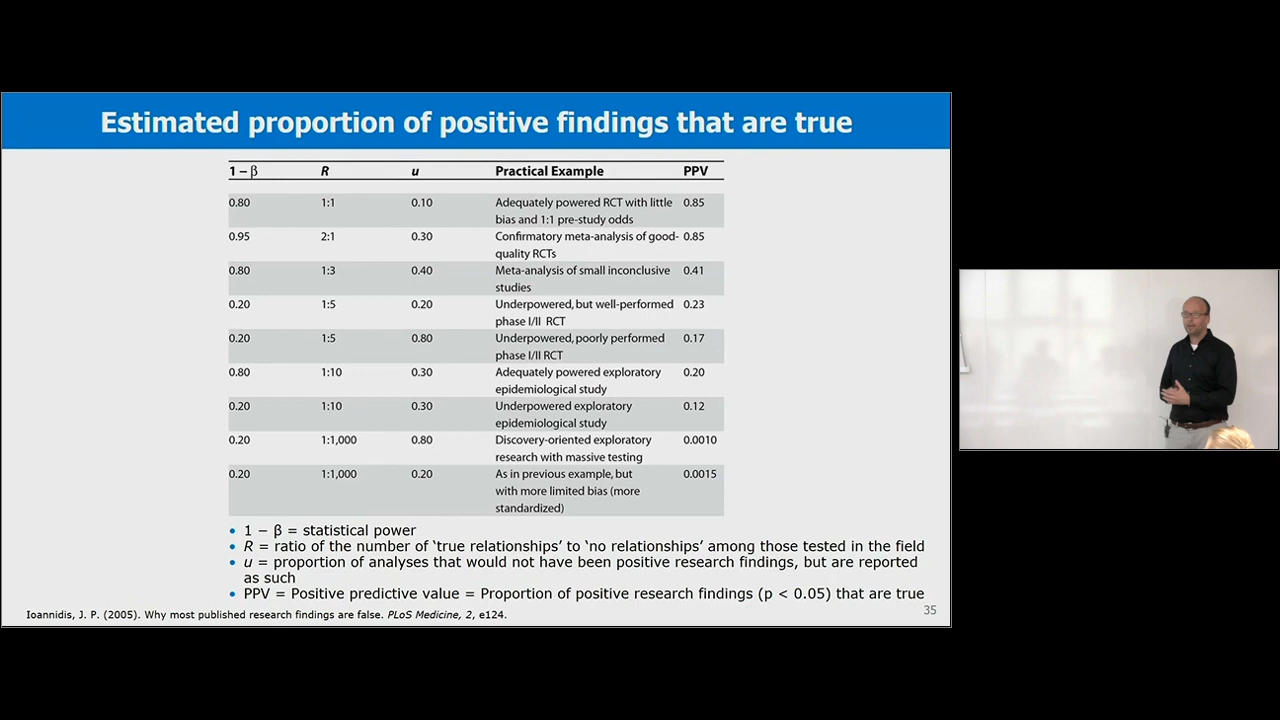 Estimated proportion of positive findings that are true
1 – β R u Practical Example PPV
0.80 1:1 0.10 Adequately powered RCT with little 0.85
bias and 1:1 pre-study odds
0.95 2:1 0.30 Confirmatory meta-analysis of good- 0.85
quality RCTs
0.80 1:3 0.40 Meta-analysis of small inconclusive 0.41
studies
0.20 1:5 0.20 Underpowered, but well-performed 0.23
phase I/II RCT
0.20 1:5 0.80 Underpowered, poorly performed 0.17
phase I/II RCT
0.80 1:10 0.30 Adequately powered exploratory 0.20
epidemiological study
0.20 1:10 0.30 Underpowered exploratory 0.12
epidemiological study
0.20 1:1,000 0.80 Discovery-oriented exploratory 0.0010
research with massive testing
0.20 1:1,000 0.20 As in previous example, but 0.0015
with more limited bias (more
standardized)
• 1 – β = statistical power
• R = ratio of the number of ‘true relationships’ to ‘no relationships’ among those tested in the field
• u = proportion of analyses that would not have been positive research findings, but are reported
as such
• PPV = Positive predictive value = Proportion of positive research findings (p < 0.05) that are true
35
Ioannidis, J. P. (2005). Why most published research findings are false. PLoS Medicine, 2, e124.